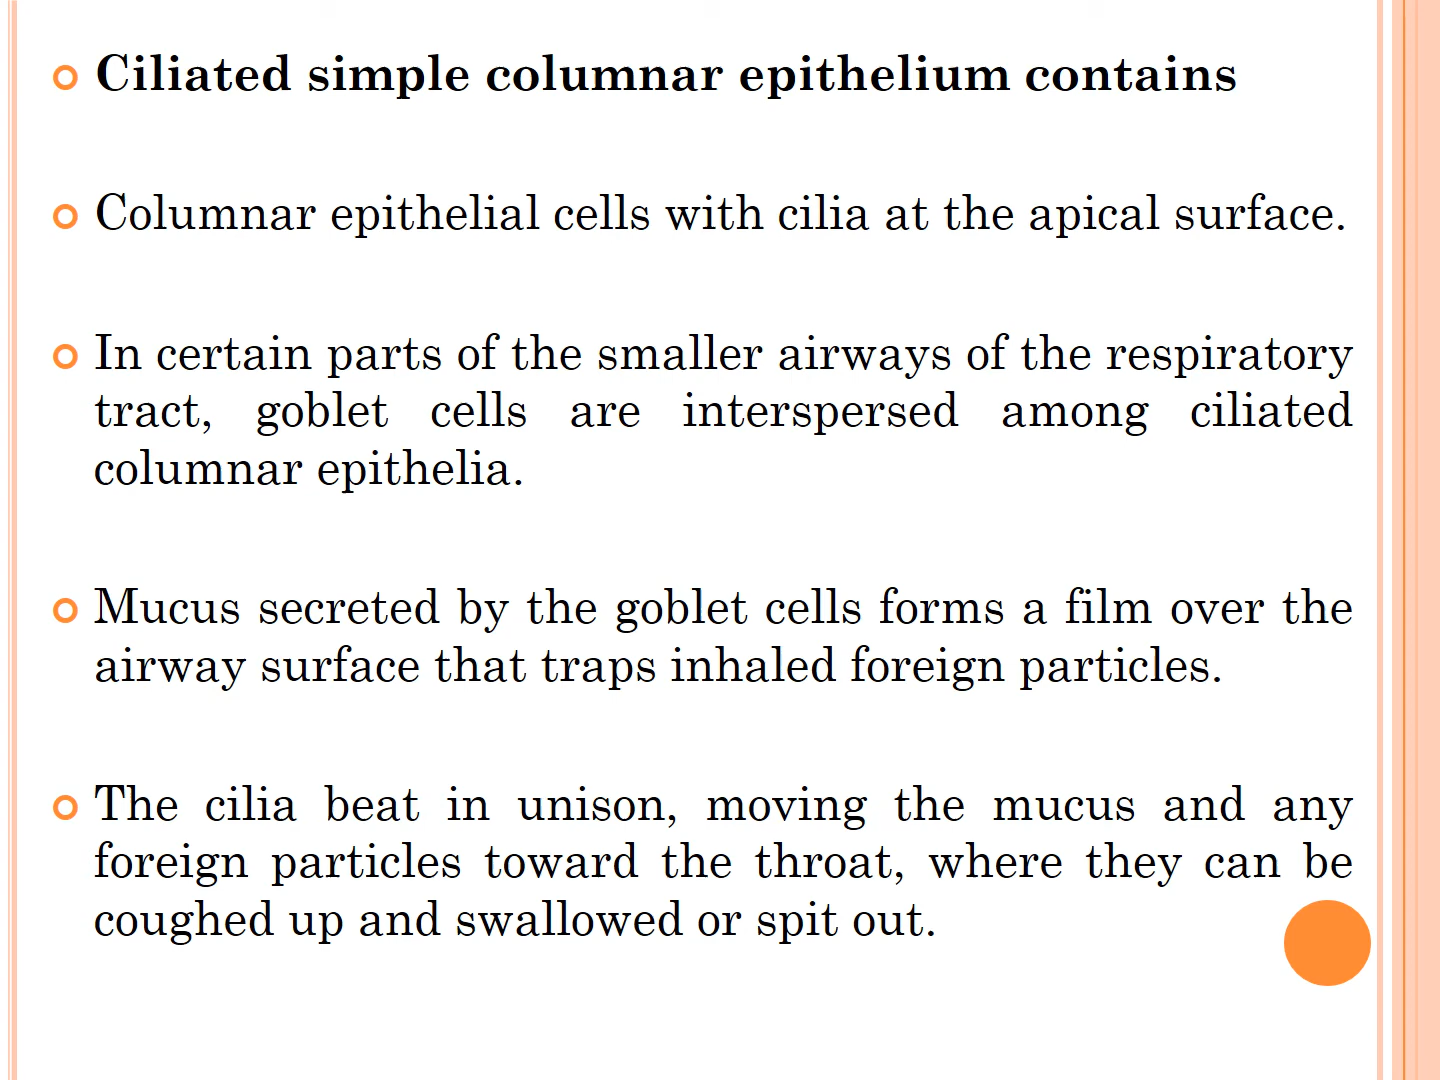 Ciliated simple columnar epithelium contains
Columnar epithelial cells with cilia at the apical surface.
In certain parts of the smaller airways of the respiratory
tract, goblet cells are interspersed among ciliated
columnar epithelia.
Mucus secreted by the goblet cells forms a film over the
airway surface that traps inhaled foreign particles.
The cilia beat in unison, moving the mucus and any
foreign particles toward the throat, where they can be
coughed up and swallowed or spit out.